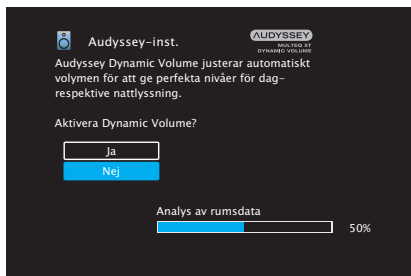 Audyssey-inst.
AUDYSSEY
MULTEQ XT
DYNAMIC VOLUME
Audyssey Dynamic Volume justerar automatiskt
volymen för att ge perfekta nivåer för dag-
respektive nattlyssning.
Aktivera Dynamic Volume?
Ja
Nej
Analys av rumsdata
50%